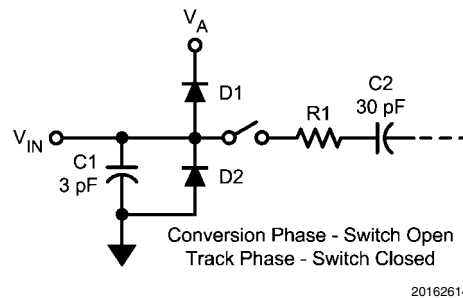 VA
D1
C2
30 pF
R1
VIN
C1
3 pF
D2
Conversion Phase - Switch Open
Track Phase - Switch Closed
20162614